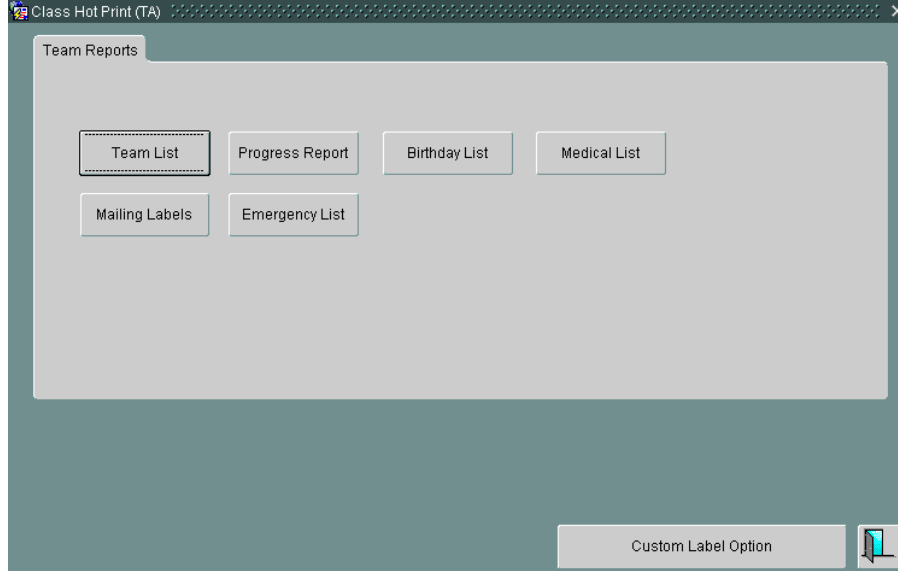 Class Hot Print (TA)
Team Reports
Team List Progress Report Birthday List Medical List
Mailing Labels Emergency List
Custom Label Option